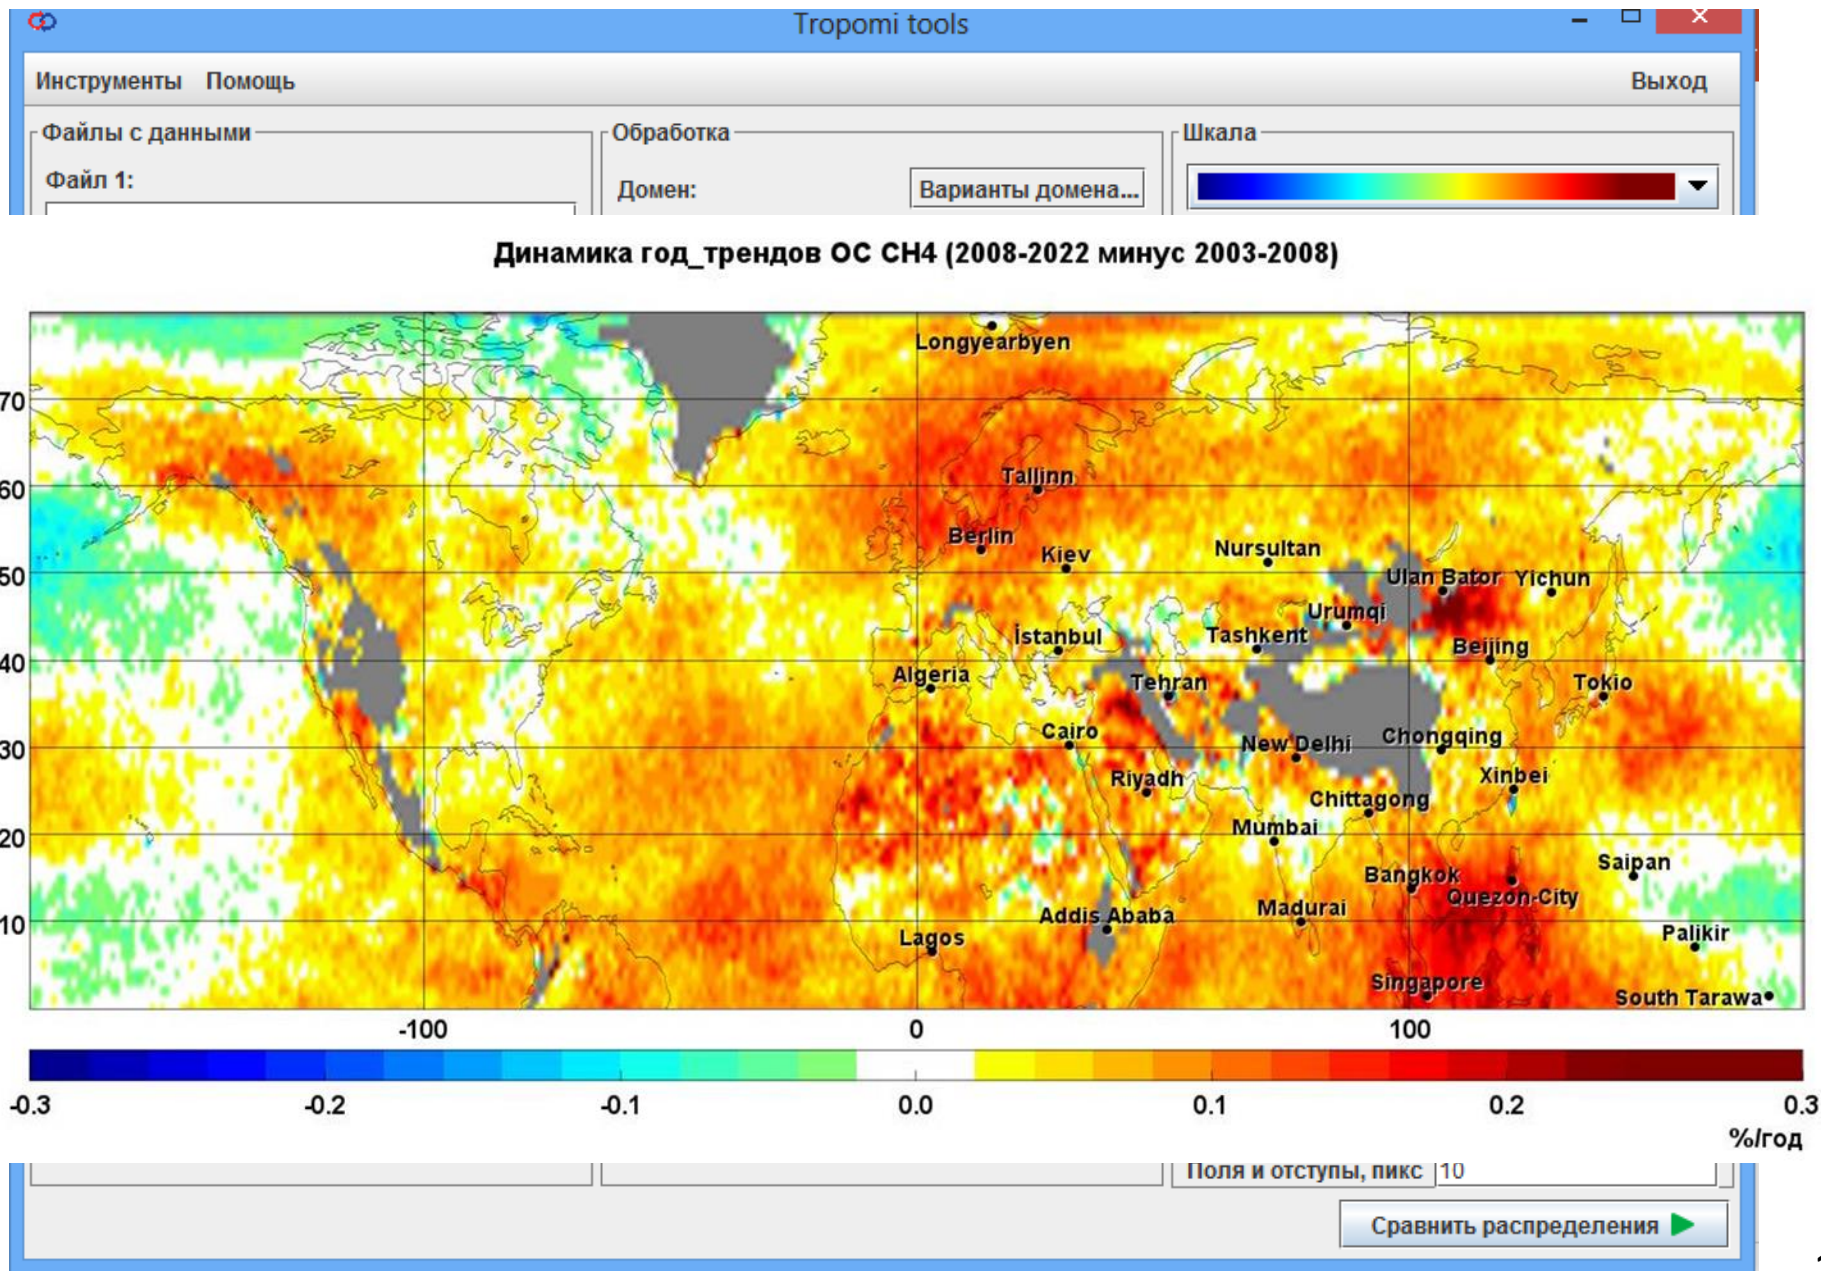 Tropomi tools
Инструменты Помощь Выход
Файлы с данными Обработка Шкала
Файл 1: Домен: Варианты домена...
Динамика год_трендов ОС CH4 (2008-2022 минус 2003-2008)
Longyearbyen
70
Tallinn
60
Berlin
Kiev Nursultan
50 Ulan Bator Yichun
Urumqi
İstanbul Tashkent Beijing
40
Algeria Tehran Tokio
Cairo New Delhi Chongqing
30
Riyadh Xinbei
Chittagong
20 Mumbai
Saipan
Bangkok
Quezon-City
Addis Ababa Madurai
10
Lagos Palikir
Singapore
South Tarawa
-100 0 100
-0.3 -0.2 -0.1 0.0 0.1 0.2 0.3
%/год
Поля и отступы, пикс 10
Сравнить распределения